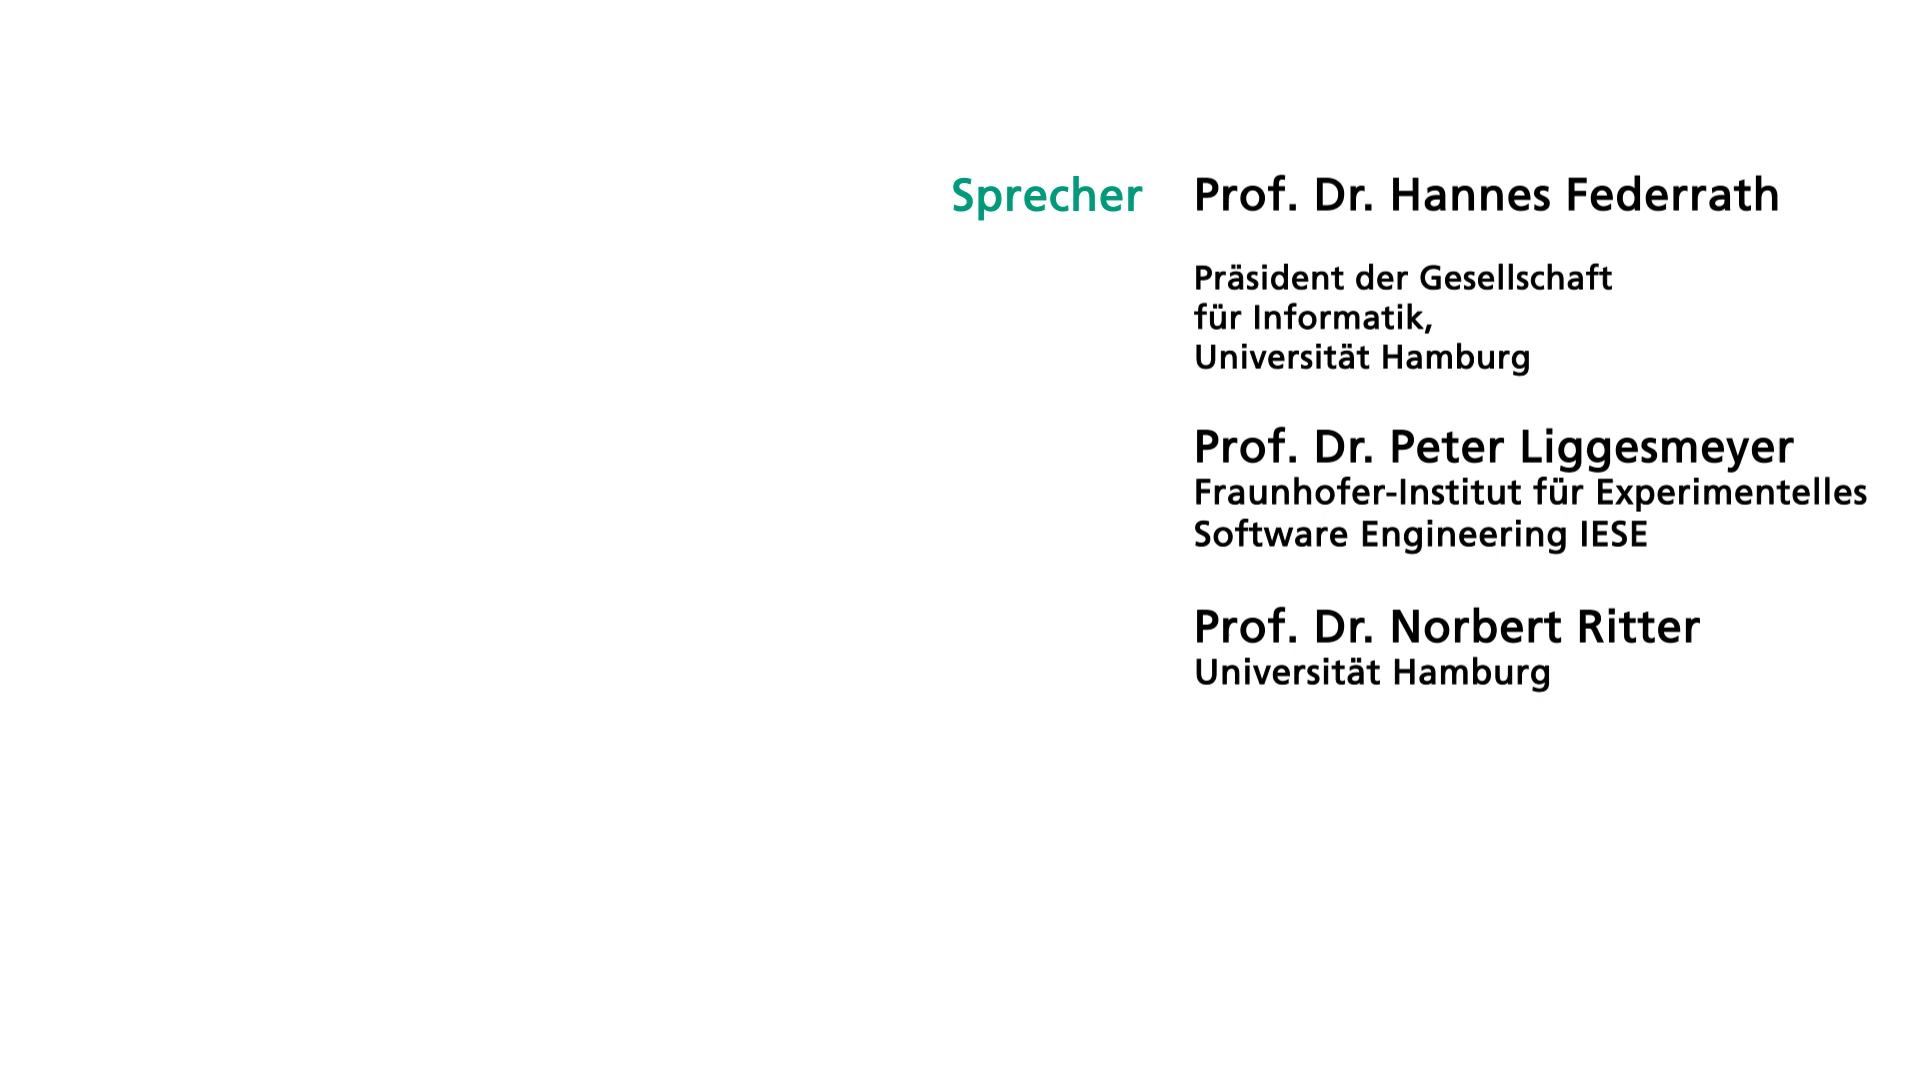 Sprecher Prof. Dr. Hannes Federrath
Präsident der Gesellschaft
für Informatik,
Universität Hamburg
Prof. Dr. Peter Liggesmeyer
Fraunhofer-Institut für Experimentelles
Software Engineering IESE
Prof. Dr. Norbert Ritter
Universität Hamburg